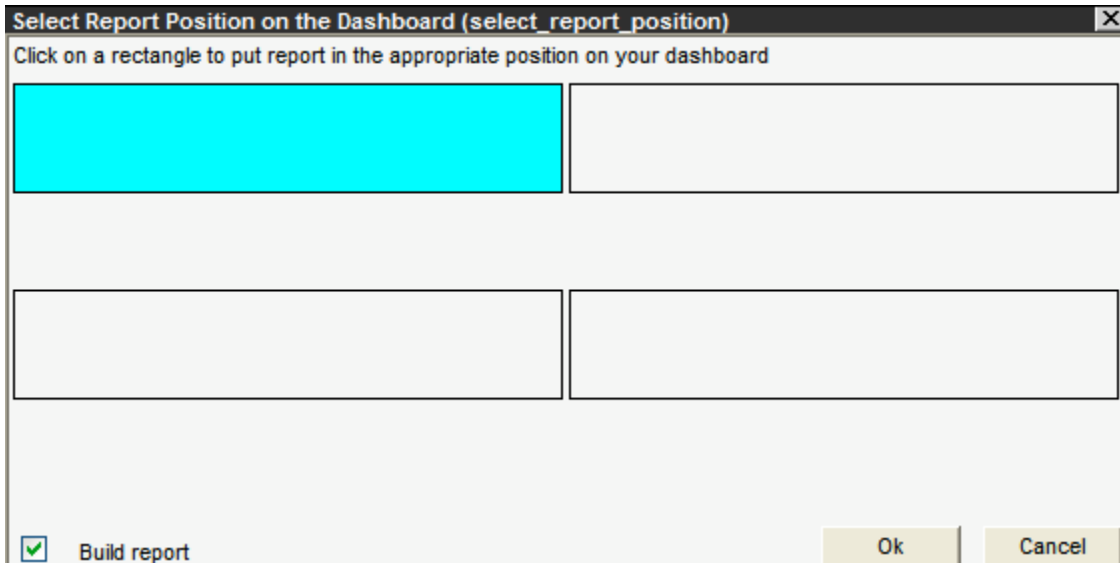 Select Report Position on the Dashboard (select_report_position)
Click on a rectangle to put report in the appropriate position on your dashboard
Build report
Ok
Cancel